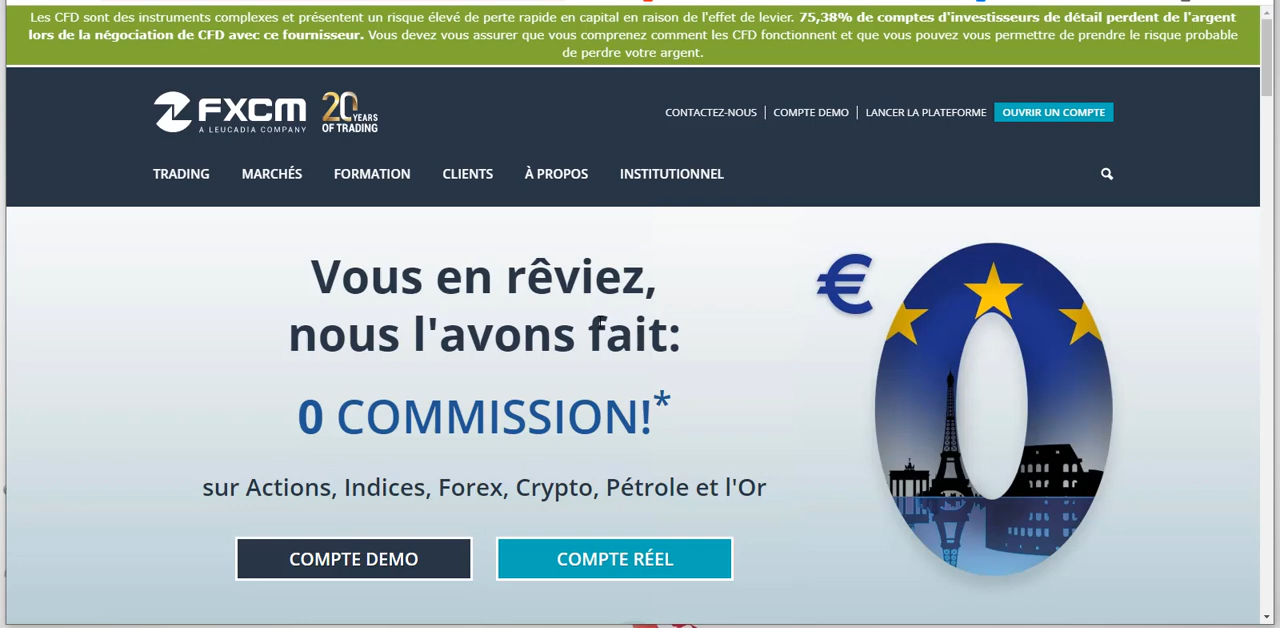 Les CFD sont des instruments complexes et présentent un risque élevé de perte rapide en capital en raison de l'effet de levier. 75,38% de comptes d'investisseurs de détail perdent de l'argent
lors de la négociation de CFD avec ce fournisseur. Vous devez vous assurer que vous comprenez comment les CFD fonctionnent et que vous pouvez vous permettre de prendre le risque probable
de perdre votre argent.
FXCM
A LEUCADIA COMPANY
20 YEARS
OF TRADING
CONTACTEZ-NOUS COMPTE DEMO LANCER LA PLATEFORME OUVRIR UN COMPTE
TRADING MARCHÉS FORMATION CLIENTS À PROPOS INSTITUTIONNEL
Vous en rêviez,
nous l'avons fait:
0 COMMISSION!*
sur Actions, Indices, Forex, Crypto, Pétrole et l'Or
COMPTE DEMO COMPTE RÉEL
€0